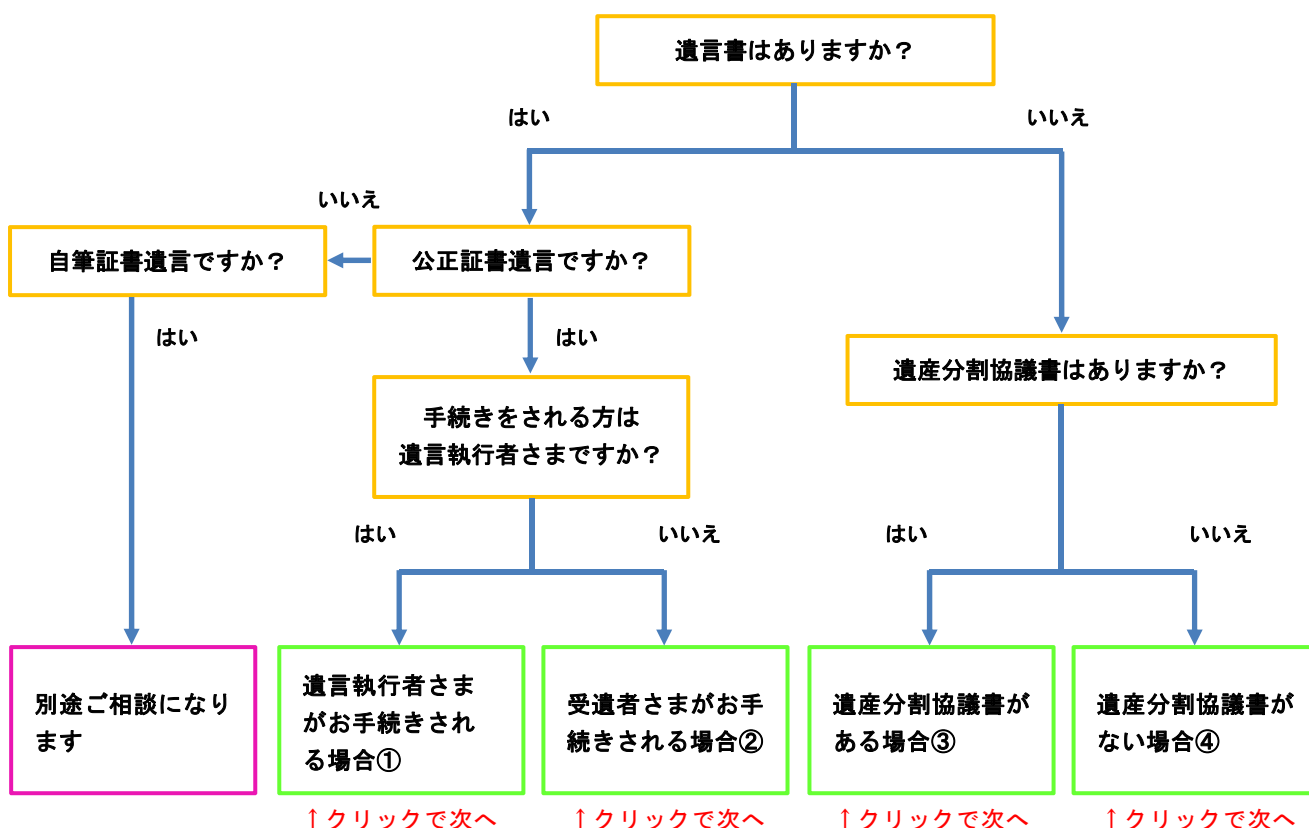 遺言書はありますか？
はい
いいえ
いいえ
自筆証書遺言ですか？
公正証書遺言ですか？
はい
はい
遺産分割協議書はありますか？
手続きをされる方は
遺言執行者さまですか？
はい
いいえ
はい
いいえ
別途ご相談になり
ます
遺言執行者さま
がお手続きされ
る場合①
受遺者さまがお手
続きされる場合②
遺産分割協議書が
ある場合③
遺産分割協議書が
ない場合④
↑クリックで次へ
↑クリックで次へ
↑クリックで次へ
↑クリックで次へ